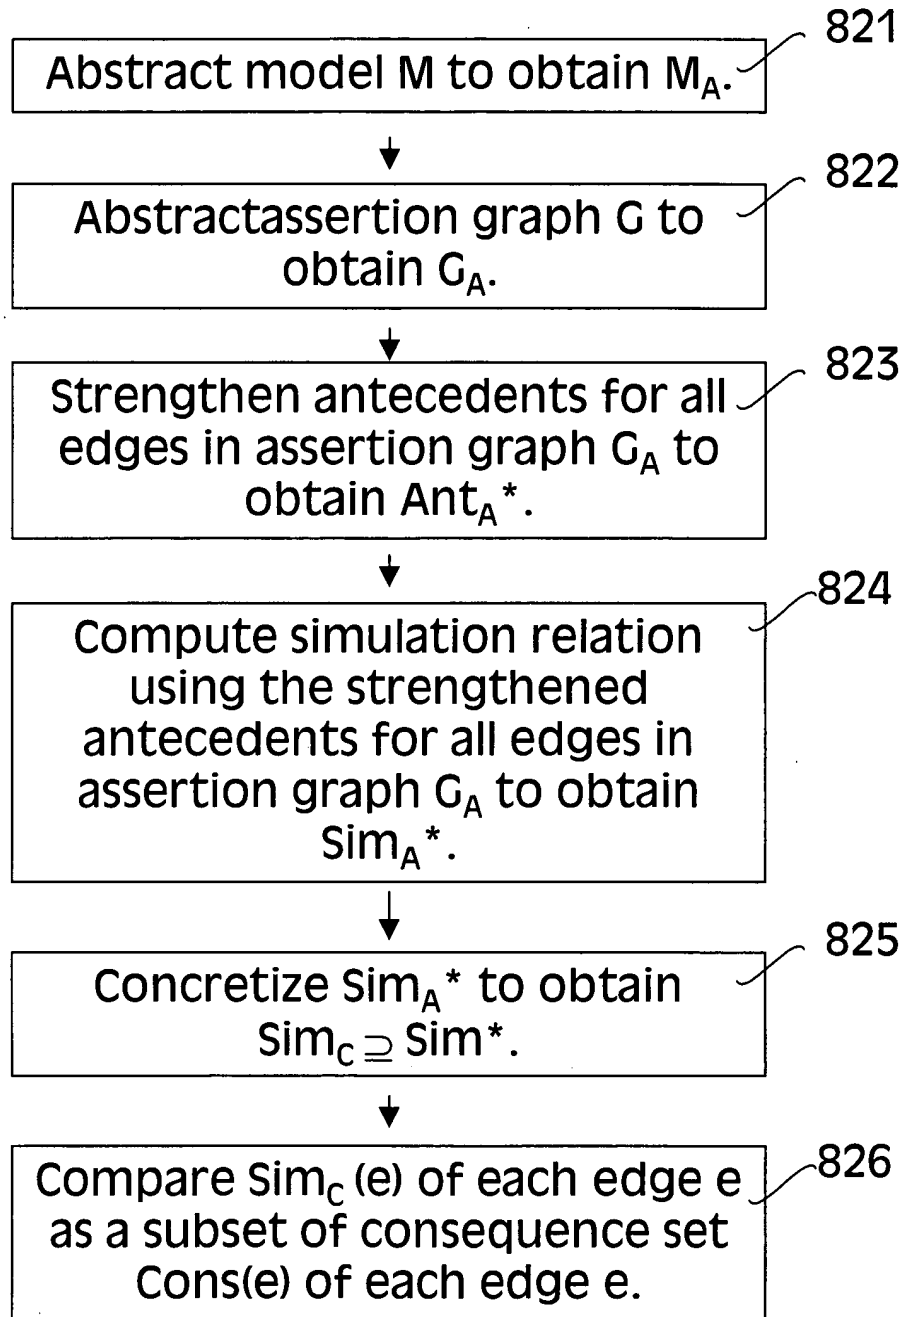 821
Abstract model M to obtain M_A.
822
Abstractassertion graph G to
obtain G_A.
823
Strengthen antecedents for all
edges in assertion graph G_A to
obtain Ant_A*.
824
Compute simulation relation
using the strengthened
antecedents for all edges in
assertion graph G_A to obtain
Sim_A*.
825
Concretize Sim_A* to obtain
Sim_C ⊇ Sim*.
826
Compare Sim_C (e) of each edge e
as a subset of consequence set
Cons(e) of each edge e.